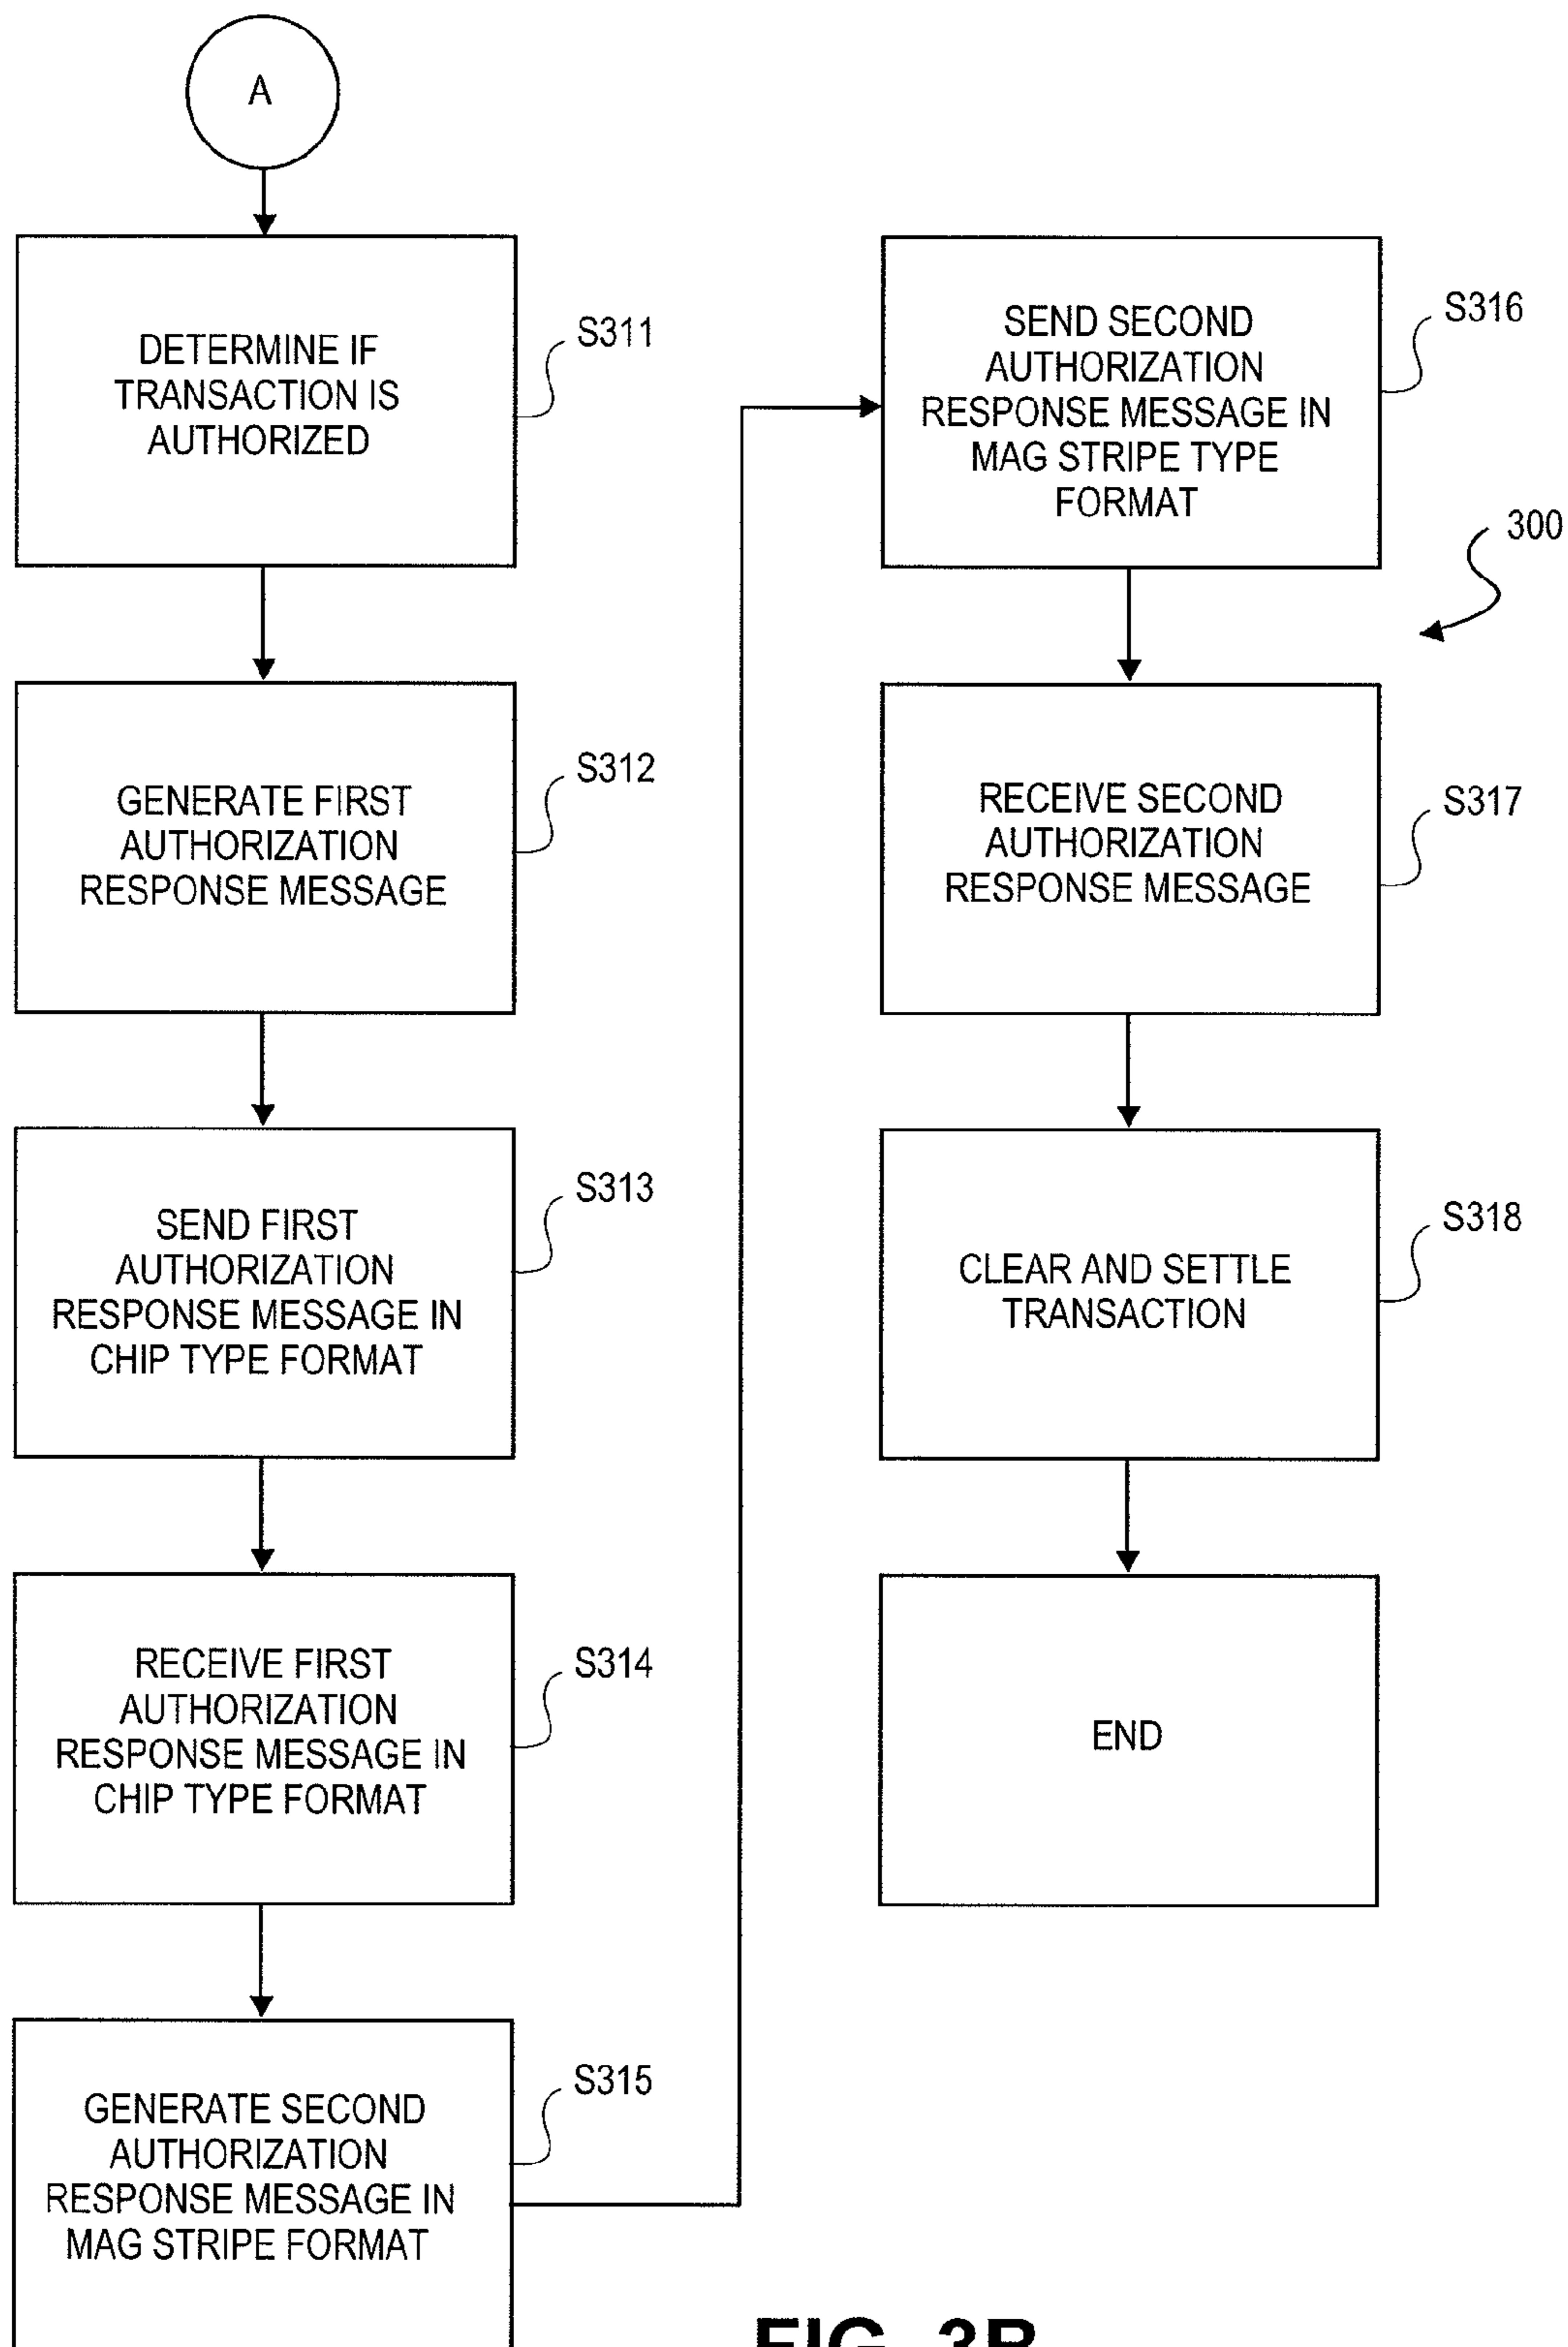 A
DETERMINE IF
TRANSACTION IS
AUTHORIZED
S311
GENERATE FIRST
AUTHORIZATION
RESPONSE MESSAGE
S312
SEND FIRST
AUTHORIZATION
RESPONSE MESSAGE IN
CHIP TYPE FORMAT
S313
RECEIVE FIRST
AUTHORIZATION
RESPONSE MESSAGE IN
CHIP TYPE FORMAT
S314
GENERATE SECOND
AUTHORIZATION
RESPONSE MESSAGE IN
MAG STRIPE FORMAT
S315
SEND SECOND
AUTHORIZATION
RESPONSE MESSAGE IN
MAG STRIPE TYPE
FORMAT
S316
300
RECEIVE SECOND
AUTHORIZATION
RESPONSE MESSAGE
S317
CLEAR AND SETTLE
TRANSACTION
S318
END
FIG. 3B